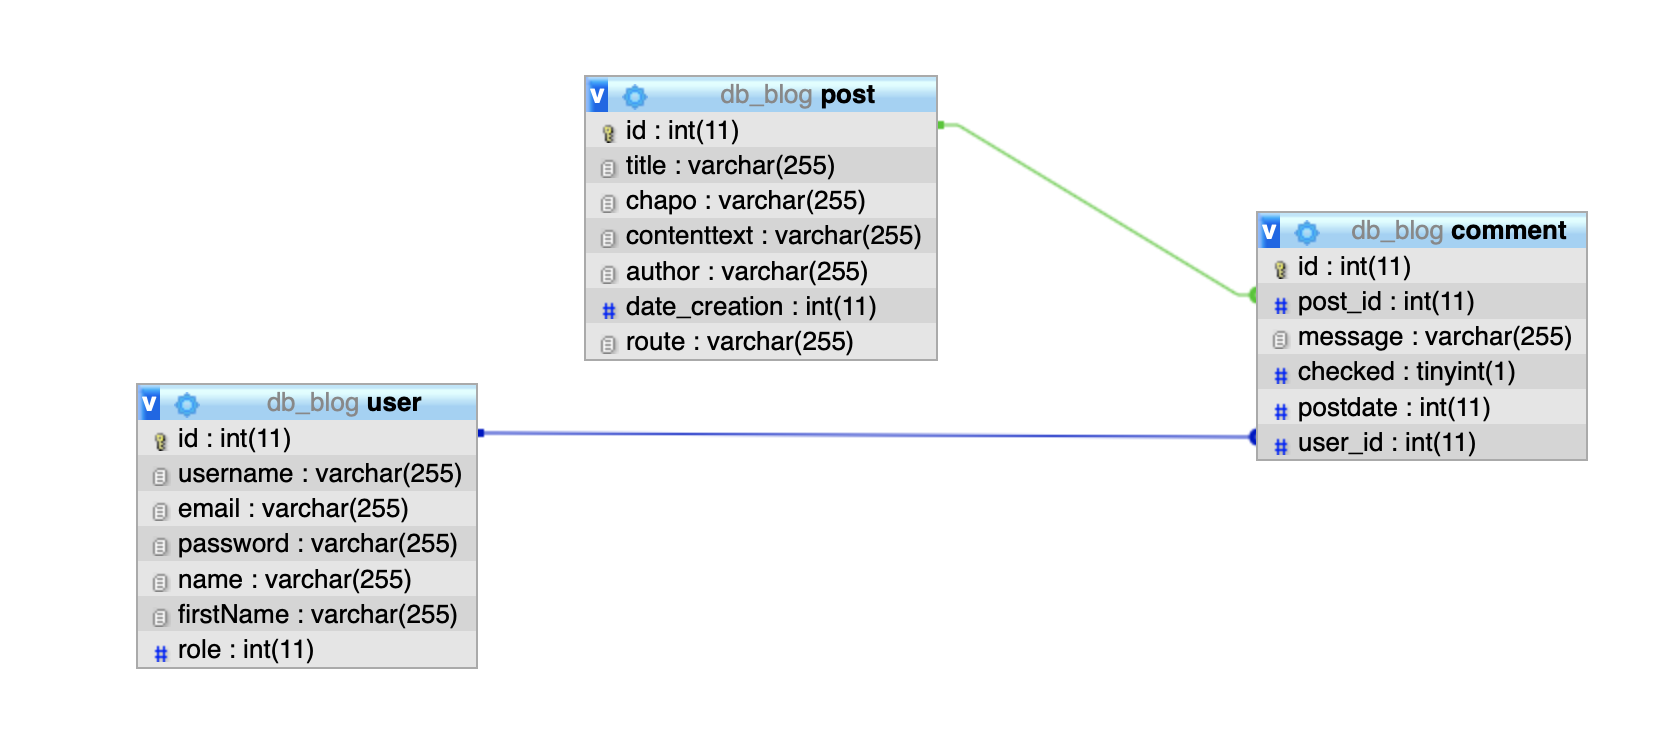 v db_blog post
id : int(11)
title : varchar(255)
chapo : varchar(255)
contenttext : varchar(255)
author : varchar(255)
# date_creation : int(11)
route : varchar(255)
v db_blog comment
id : int(11)
# post_id : int(11)
message : varchar(255)
# checked : tinyint(1)
# postdate : int(11)
# user_id : int(11)
v db_blog user
id : int(11)
username : varchar(255)
email : varchar(255)
password : varchar(255)
name : varchar(255)
firstName : varchar(255)
# role : int(11)